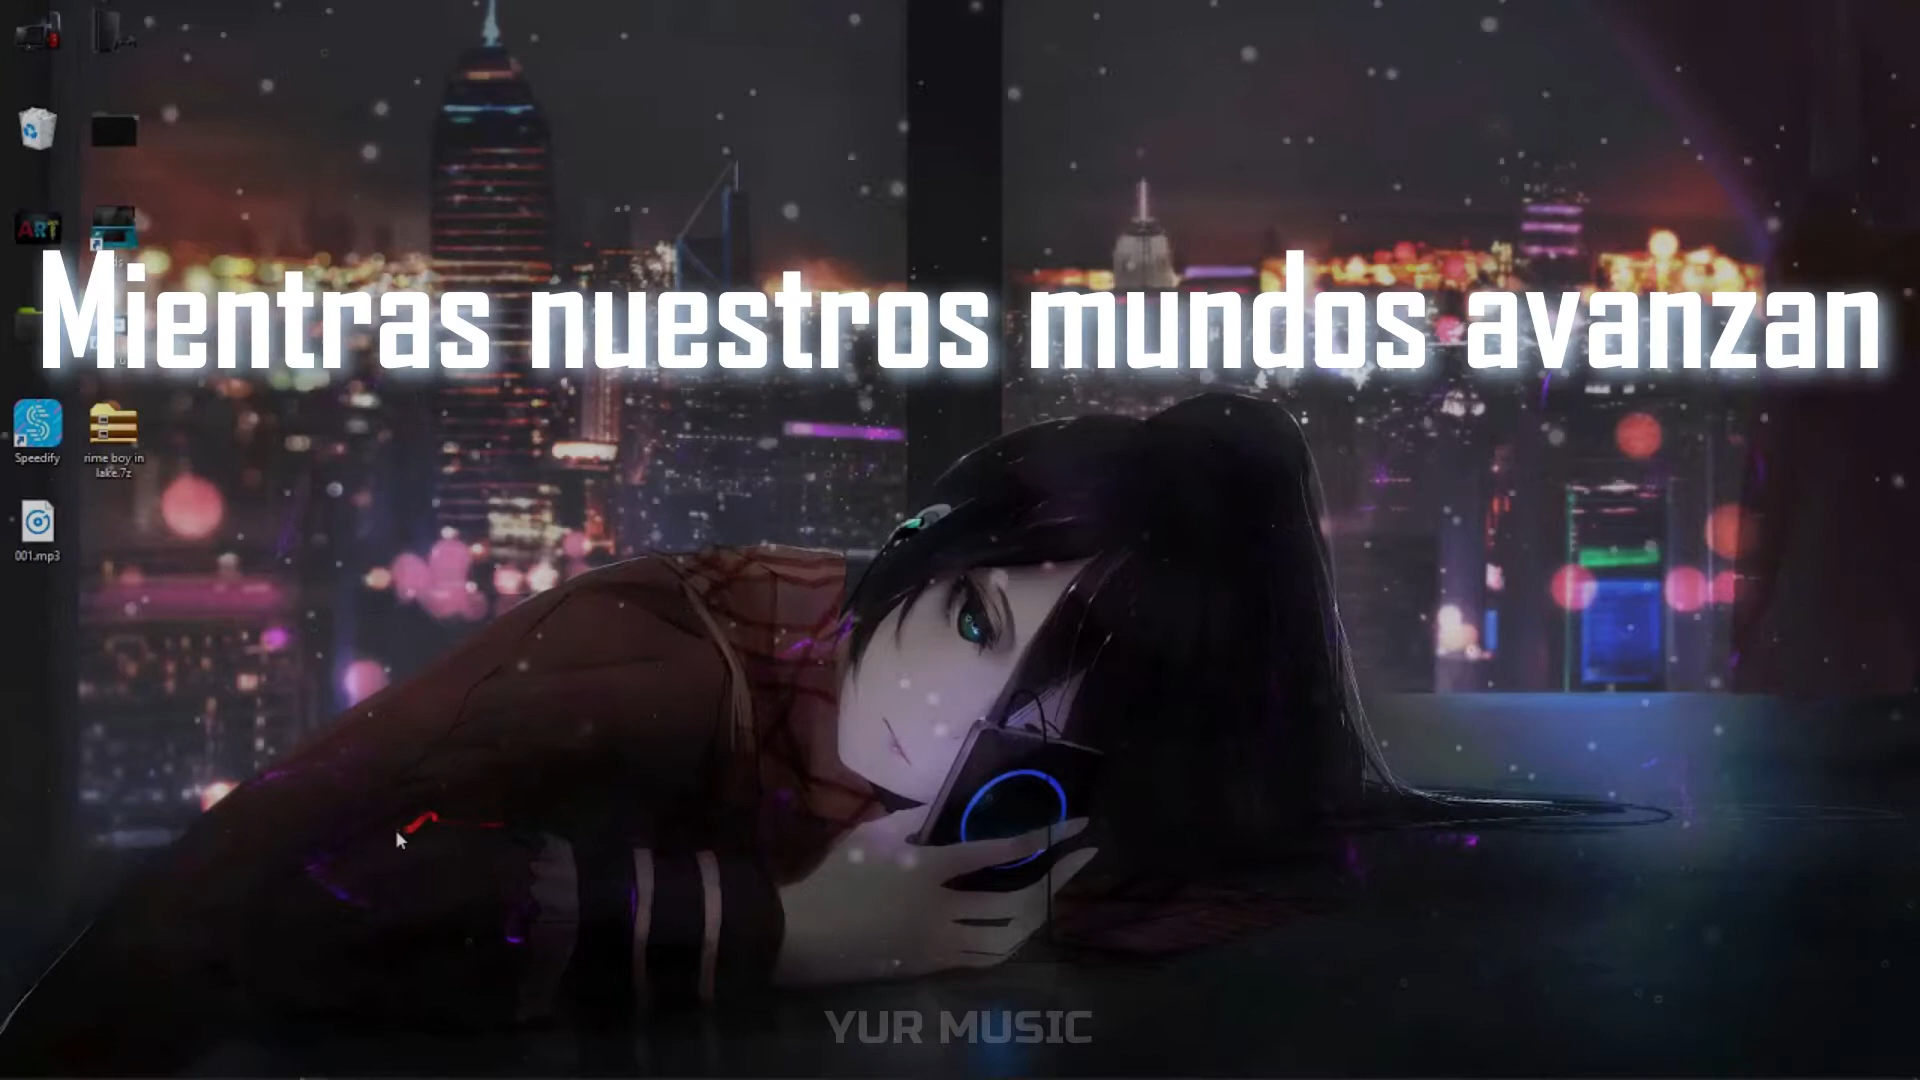 ART
Mientras nuestros mundos avanzan
Speedify
rime boy in
lake.7z
001.mp3
YUR MUSIC